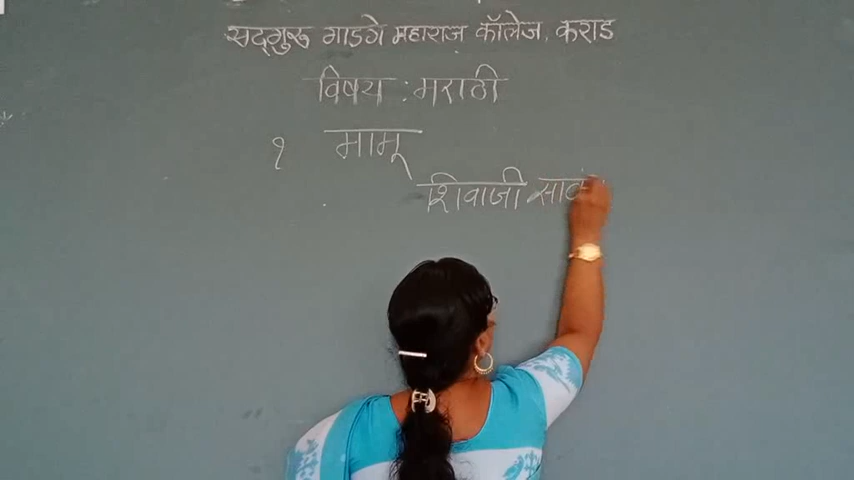 सद्गुरु गाडगे महाराज कॉलेज, कराड
विषय : मराठी
१ मामू
शिवाजी